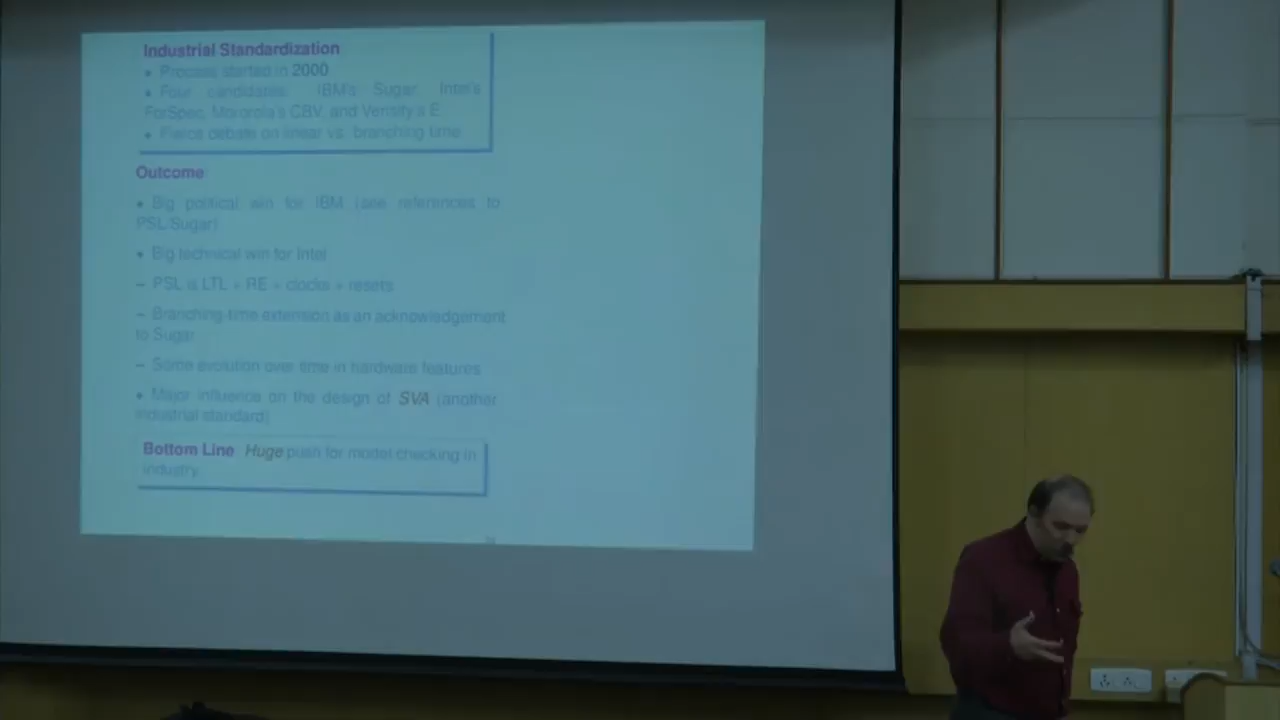 Industrial Standardization
• Process started in 2000
• Four candidates: IBM's Sugar, Intel's
ForSpec, Mororola's CBV, and Verisity's E.
• Fierce debate on linear vs. branching time
Outcome
• Big political win for IBM (see references to
PSL/Sugar)
• Big technical win for Intel
– PSL is LTL + RE + clocks + resets
– Branching-time extension as an acknowledgement
to Sugar
– Some evolution over time in hardware features
• Major influence on the design of SVA (another
industrial standard)
Bottom Line Huge push for model checking in
industry.